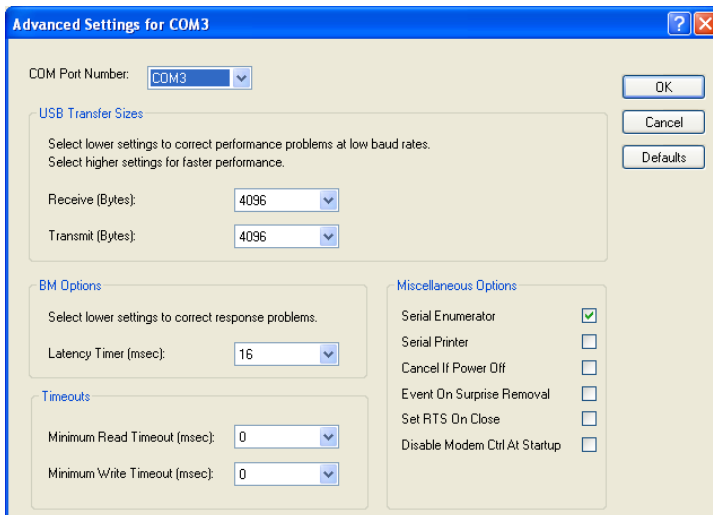 Advanced Settings for COM3
COM Port Number: COM3
OK
Cancel
Defaults
USB Transfer Sizes
Select lower settings to correct performance problems at low baud rates.
Select higher settings for faster performance.
Receive (Bytes): 4096
Transmit (Bytes): 4096
BM Options
Select lower settings to correct response problems.
Latency Timer (msec): 16
Timeouts
Minimum Read Timeout (msec): 0
Minimum Write Timeout (msec): 0
Miscellaneous Options
Serial Enumerator
Serial Printer
Cancel If Power Off
Event On Surprise Removal
Set RTS On Close
Disable Modem Ctrl At Startup